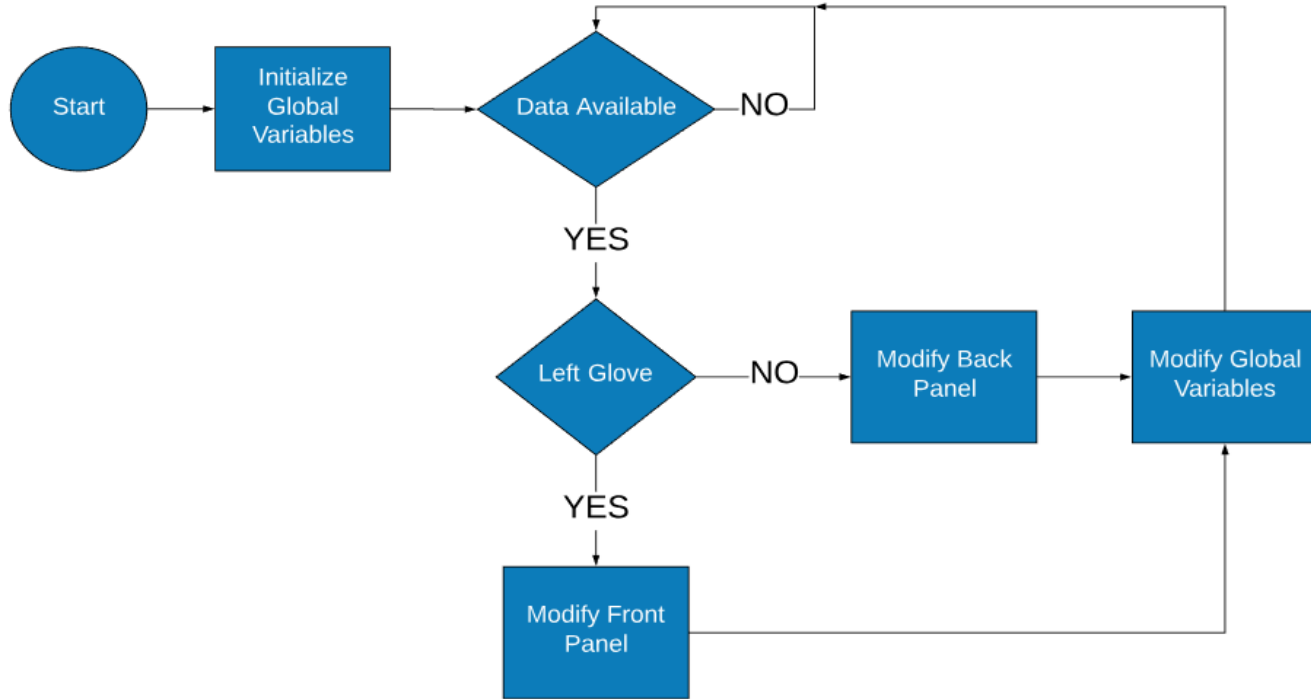 Start
Initialize
Global
Variables
Data Available
NO
YES
Left Glove
NO
Modify Back
Panel
Modify Global
Variables
YES
Modify Front
Panel